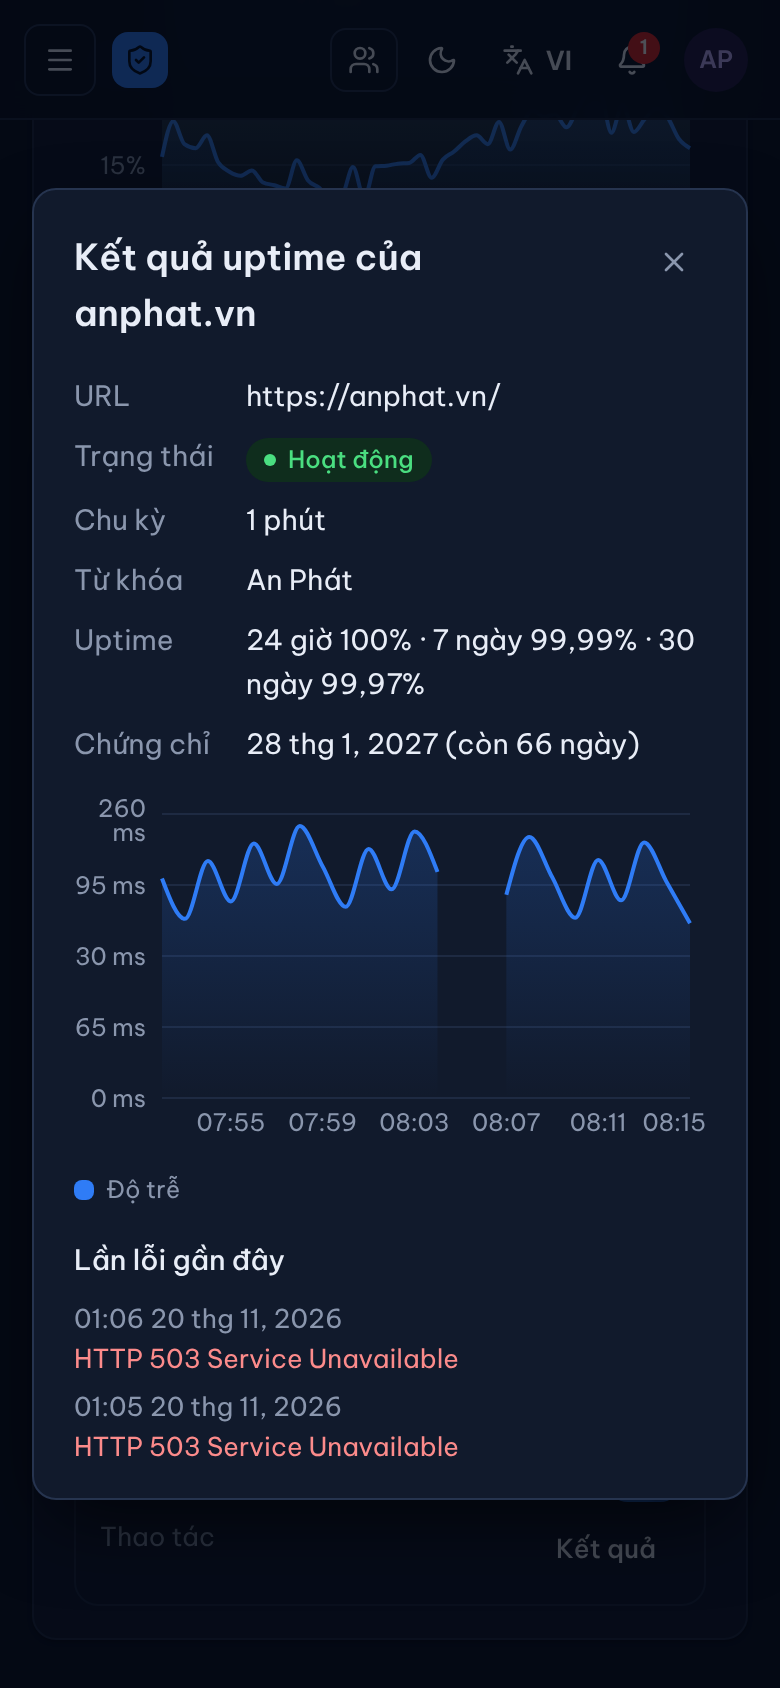 VI
1
AP
15%
Kết quả uptime của
anphat.vn
URL
https://anphat.vn/
Trạng thái
Hoạt động
Chu kỳ
1 phút
Từ khóa
An Phát
Uptime
24 giờ 100% · 7 ngày 99,99% · 30
ngày 99,97%
Chứng chỉ
28 thg 1, 2027 (còn 66 ngày)
260
ms
95 ms
30 ms
65 ms
0 ms
07:55 07:59 08:03 08:07 08:11 08:15
Độ trễ
Lần lỗi gần đây
01:06 20 thg 11, 2026
HTTP 503 Service Unavailable
01:05 20 thg 11, 2026
HTTP 503 Service Unavailable
Thao tác
Kết quả